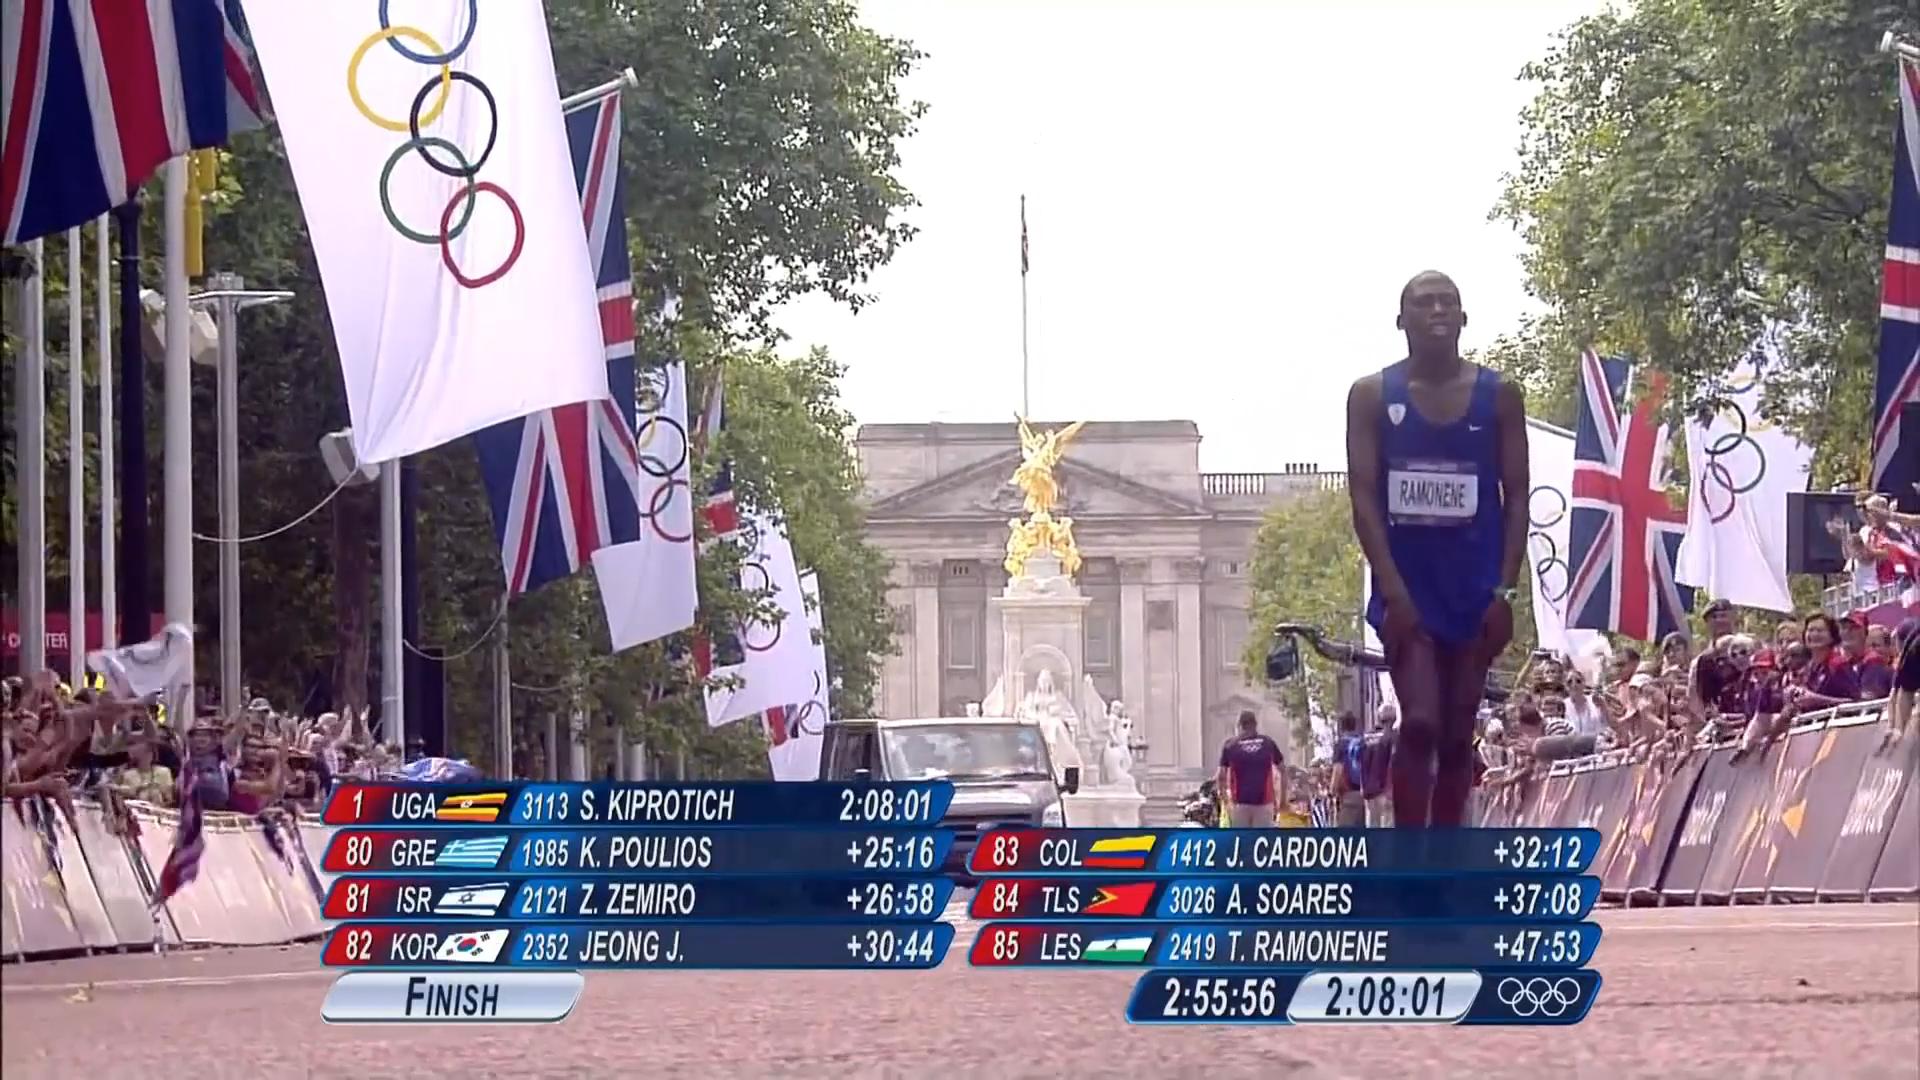 RAMONENE
1 UGA 3113 S. KIPROTICH 2:08:01
80 GRE 1985 K. POULIOS +25:16
81 ISR 2121 Z. ZEMIRO +26:58
82 KOR 2352 JEONG J. +30:44
83 COL 1412 J. CARDONA +32:12
84 TLS 3026 A. SOARES +37:08
85 LES 2419 T. RAMONENE +47:53
FINISH
2:55:56 2:08:01